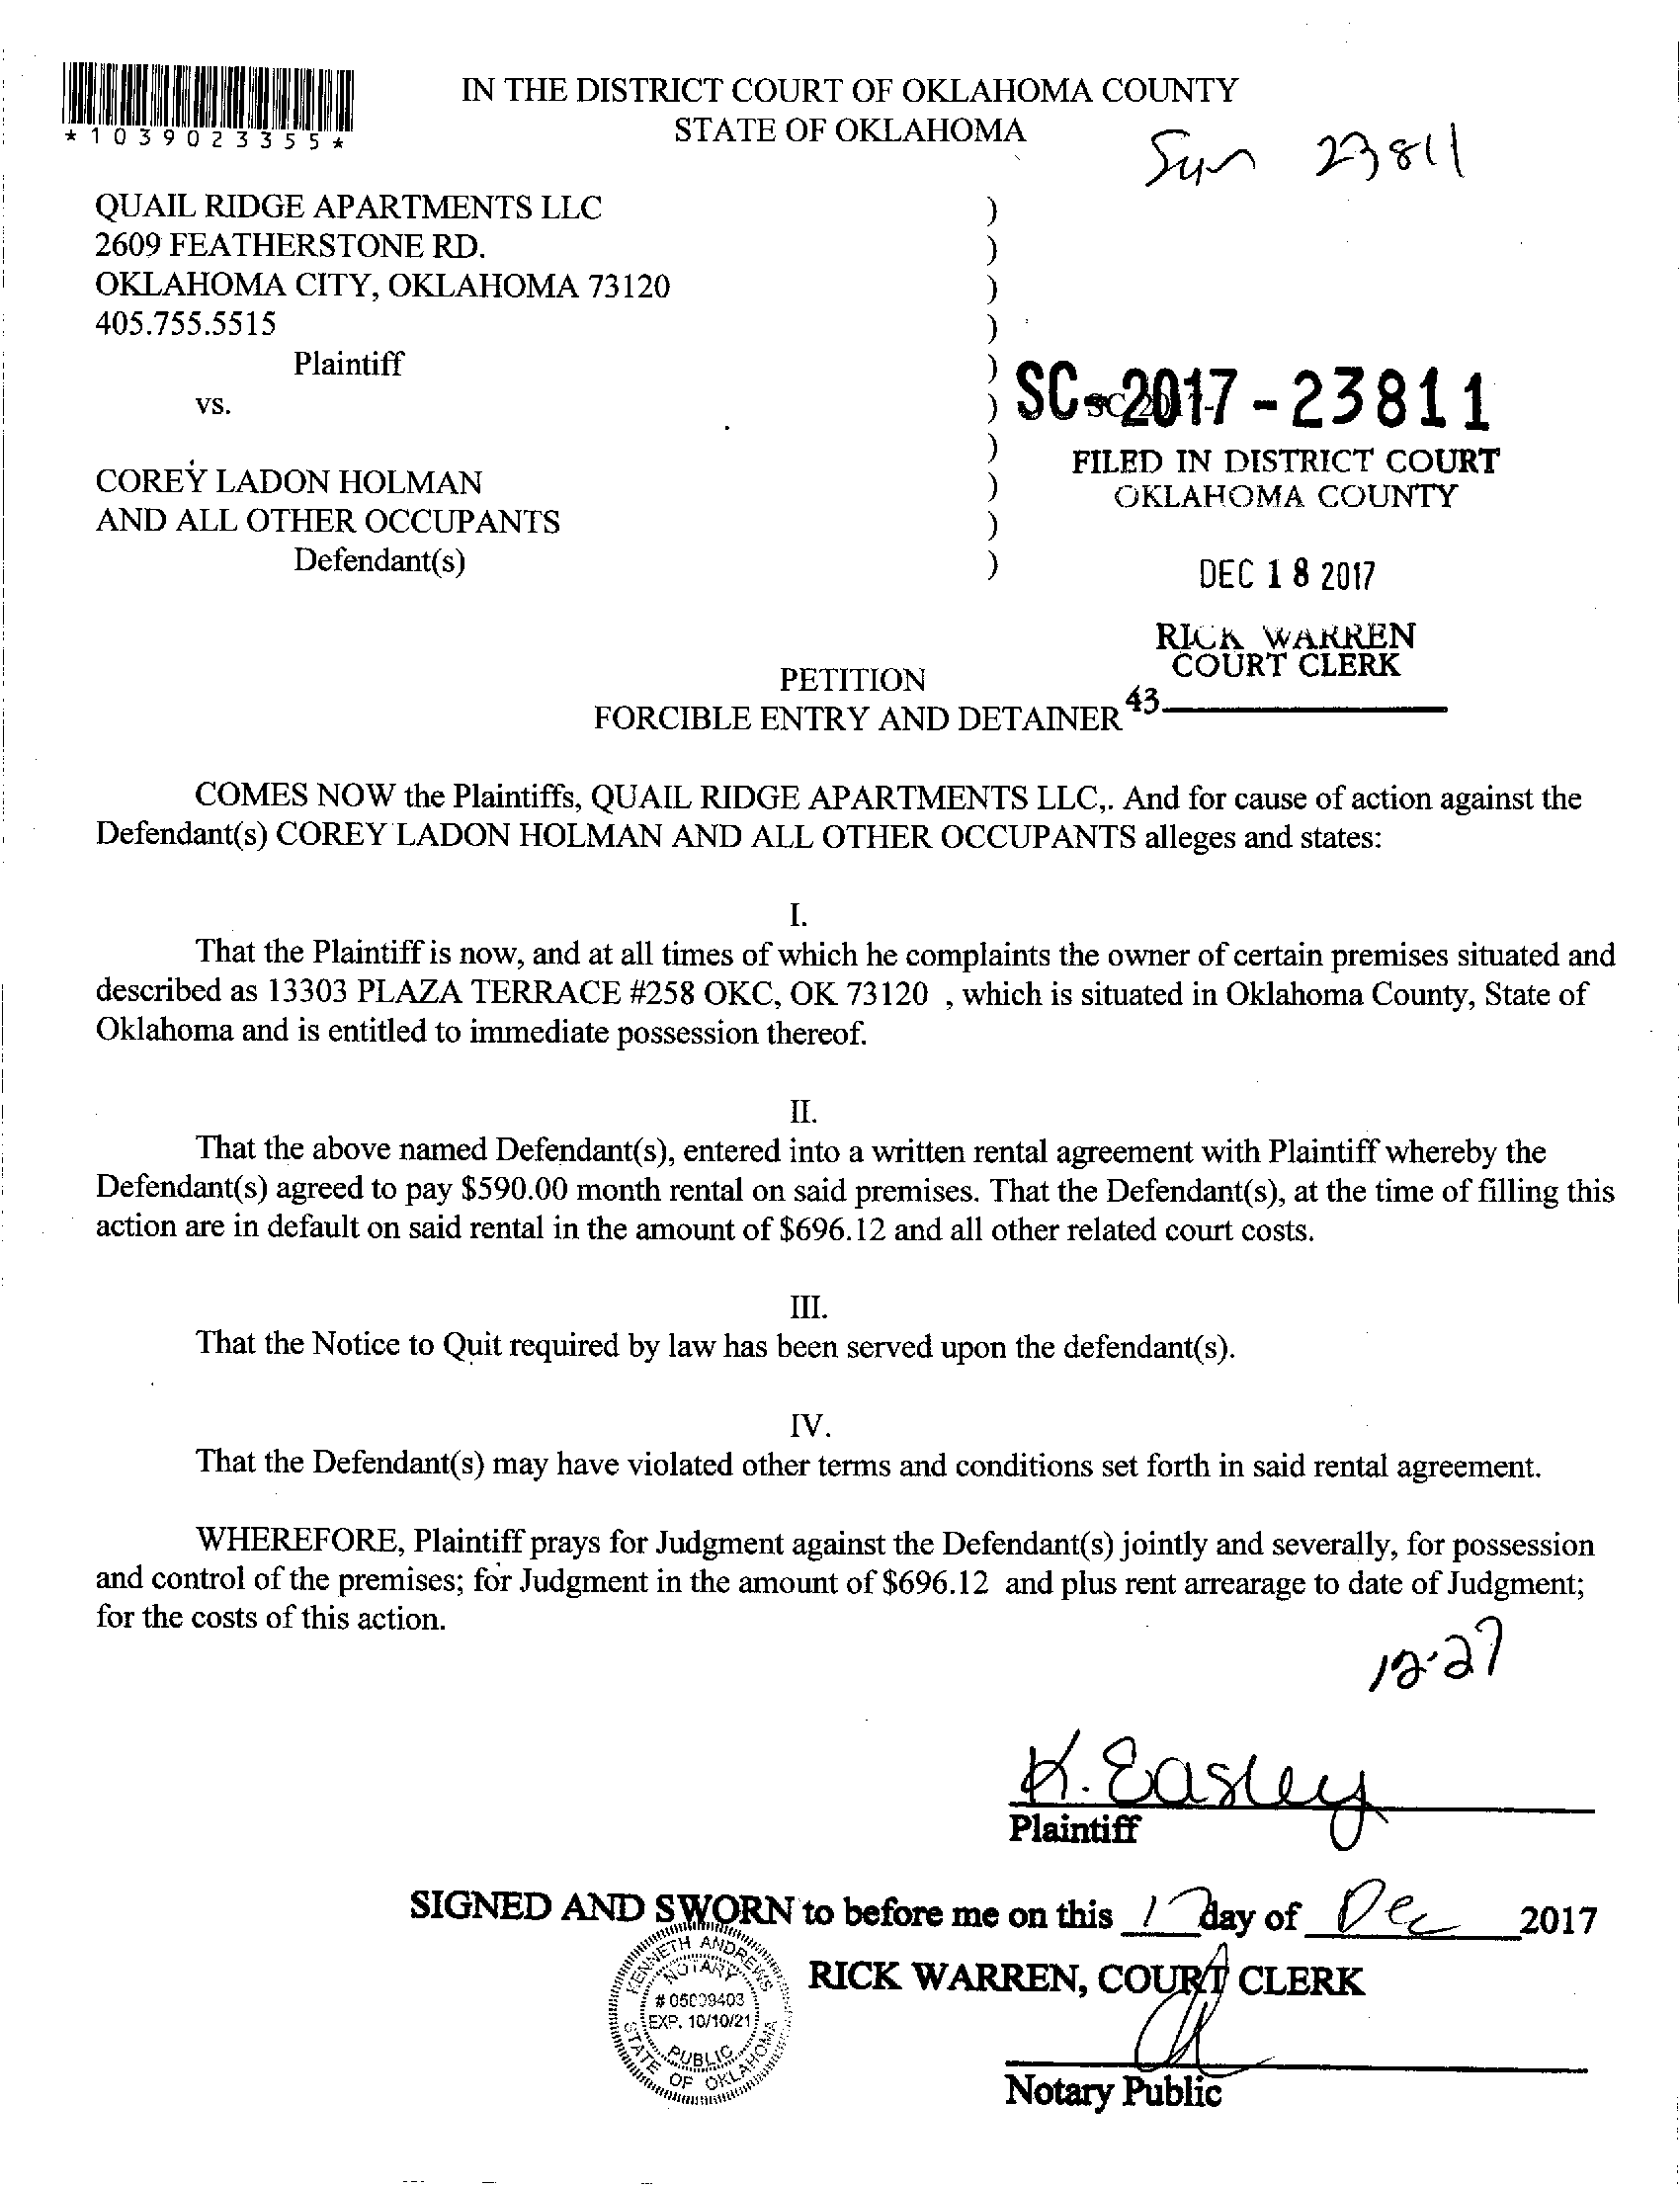 IN THE DISTRICT COURT OF OKLAHOMA COUNTY
STATE OF OKLAHOMA
*1039023355*
23811
QUAIL RIDGE APARTMENTS LLC )
2609 FEATHERSTONE RD. )
OKLAHOMA CITY, OKLAHOMA 73120 )
405.755.5515 )
Plaintiff )
vs. ) SC-2017-23811
)
FILED IN DISTRICT COURT
OKLAHOMA COUNTY
COREY LADON HOLMAN )
AND ALL OTHER OCCUPANTS )
Defendant(s) )
DEC 18 2017
RICK WARREN
COURT CLERK
43
PETITION
FORCIBLE ENTRY AND DETAINER
COMES NOW the Plaintiffs, QUAIL RIDGE APARTMENTS LLC,. And for cause of action against the
Defendant(s) COREY LADON HOLMAN AND ALL OTHER OCCUPANTS alleges and states:
I.
That the Plaintiff is now, and at all times of which he complaints the owner of certain premises situated and
described as 13303 PLAZA TERRACE #258 OKC, OK 73120 , which is situated in Oklahoma County, State of
Oklahoma and is entitled to immediate possession thereof.
II.
That the above named Defendant(s), entered into a written rental agreement with Plaintiff whereby the
Defendant(s) agreed to pay $590.00 month rental on said premises. That the Defendant(s), at the time of filling this
action are in default on said rental in the amount of $696.12 and all other related court costs.
III.
That the Notice to Quit required by law has been served upon the defendant(s).
IV.
That the Defendant(s) may have violated other terms and conditions set forth in said rental agreement.
WHEREFORE, Plaintiff prays for Judgment against the Defendant(s) jointly and severally, for possession
and control of the premises; for Judgment in the amount of $696.12 and plus rent arrearage to date of Judgment;
for the costs of this action.
12-27
K. Easley
Plaintiff
SIGNED AND SWORN to before me on this day of Dec 2017
RICK WARREN, COURT CLERK
KENNETH ANDREWS
NOTARY
# 05009403
EXP. 10/10/21
PUBLIC
STATE OF OKLAHOMA
Notary Public